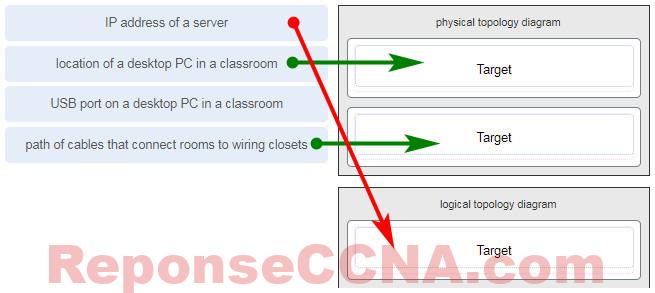 IP address of a server
location of a desktop PC in a classroom
USB port on a desktop PC in a classroom
path of cables that connect rooms to wiring closets
physical topology diagram
Target
Target
logical topology diagram
Target
ReponseCCNA.com